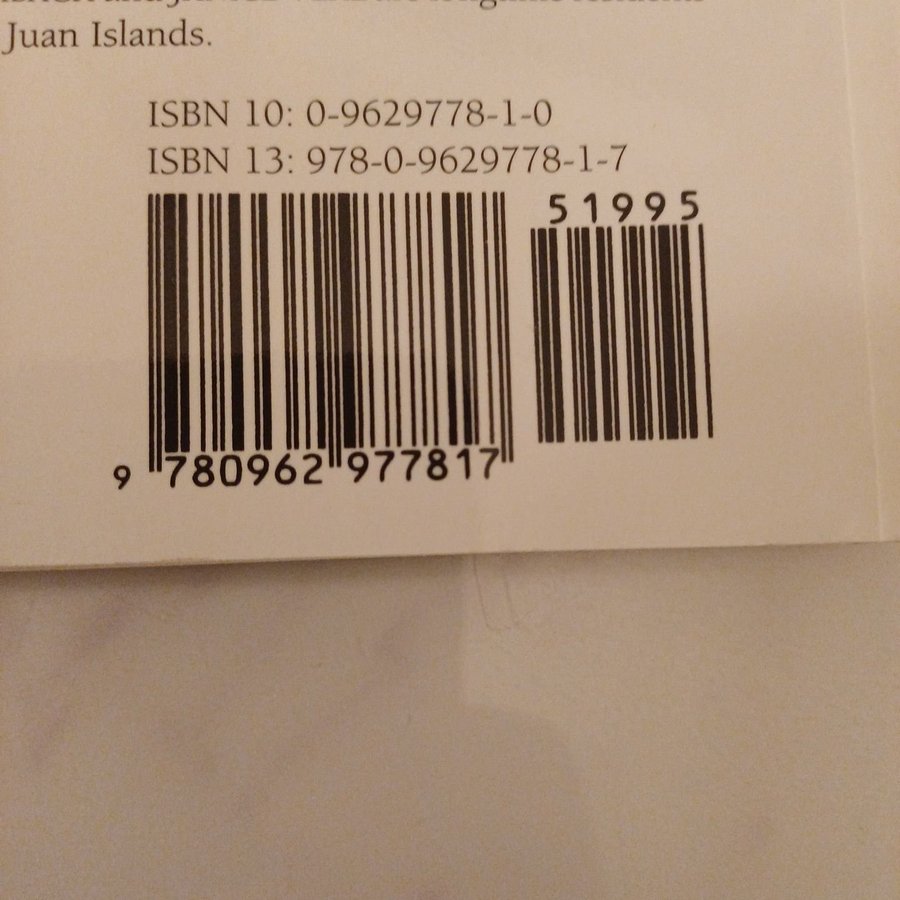 and
Juan Islands.
ISBN 10: 0-9629778-1-0
ISBN 13: 978-0-9629778-1-7
51995
9 780962 977817